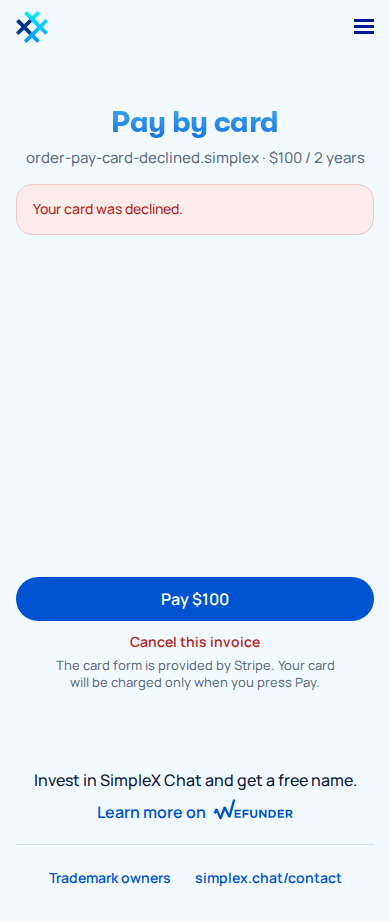 Pay by card
order-pay-card-declined.simplex · $100 / 2 years
Your card was declined.
Pay $100
Cancel this invoice
The card form is provided by Stripe. Your card
will be charged only when you press Pay.
Invest in SimpleX Chat and get a free name.
Learn more on WEFUNDER
Trademark owners simplex.chat/contact